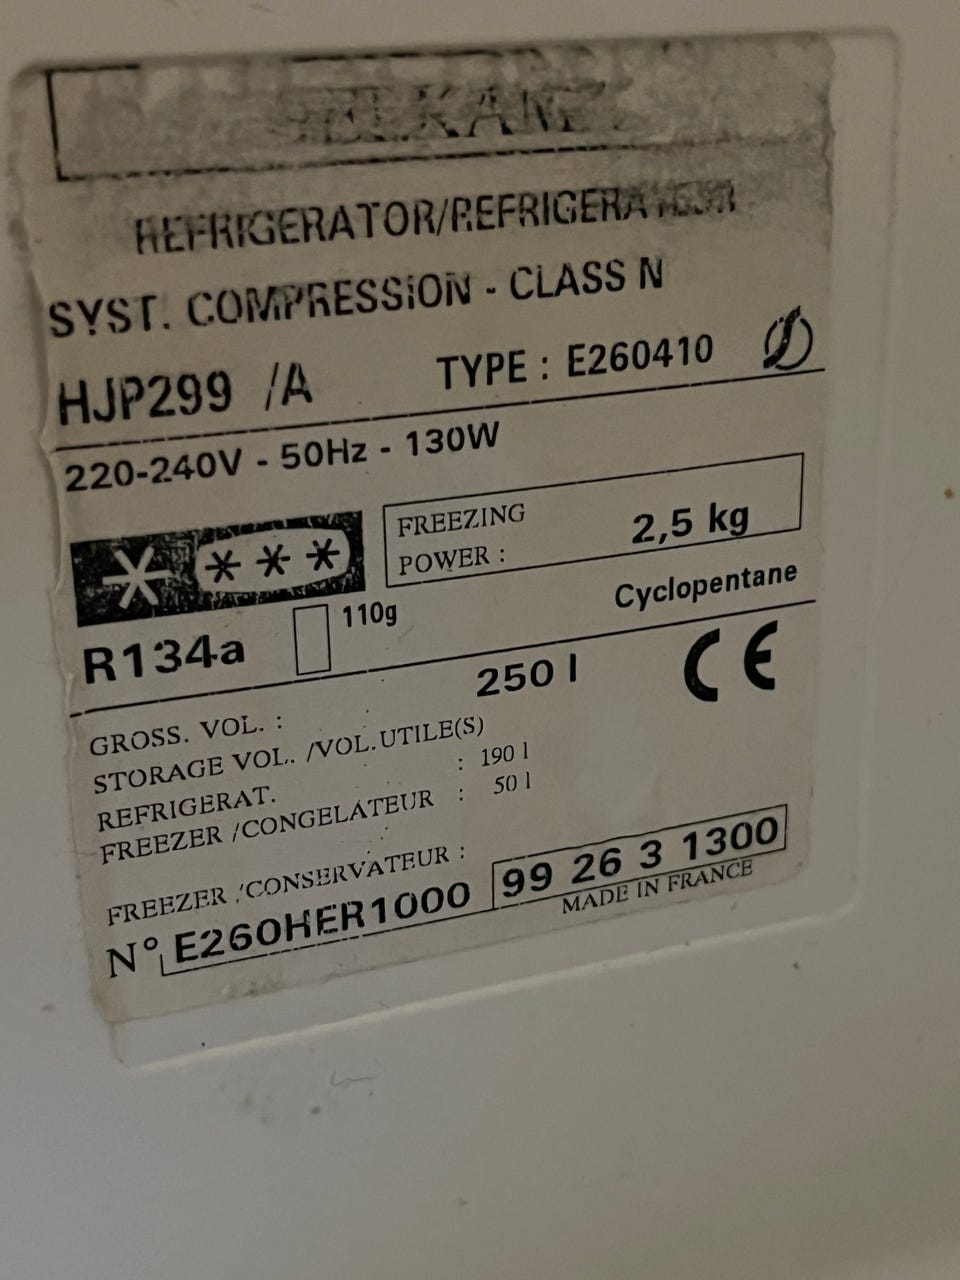 REFRIGERATOR/REFRIGERATEUR
SYST. COMPRESSION - CLASS N
HJP299 /A TYPE : E260410
220-240V - 50Hz - 130W
FREEZING
POWER : 2,5 kg
R134a 110g Cyclopentane
GROSS. VOL. : 250 l CE
STORAGE VOL. /VOL.UTILE(S)
REFRIGERAT. : 190 l
FREEZER /CONGELATEUR : 50 l
FREEZER /CONSERVATEUR :
N° E260HER1000 99 26 3 1300
MADE IN FRANCE